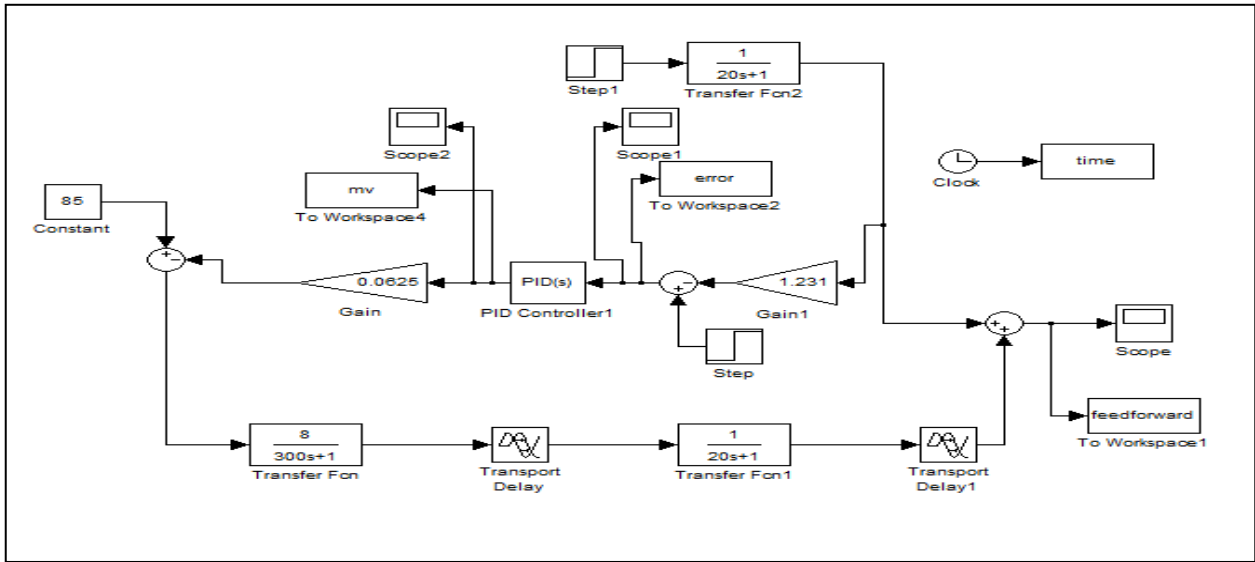 1
20s+1
Step1
Transfer Fcn2
Scope2
Scope1
time
Clock
mv
To Workspace4
error
To Workspace2
85
Constant
+
-
0.0625
Gain
PID(s)
PID Controller1
-
+
1.231
Gain1
Step
+
+
Scope
feedforward
To Workspace1
8
300s+1
Transfer Fcn
Transport
Delay
1
20s+1
Transfer Fcn1
Transport
Delay1